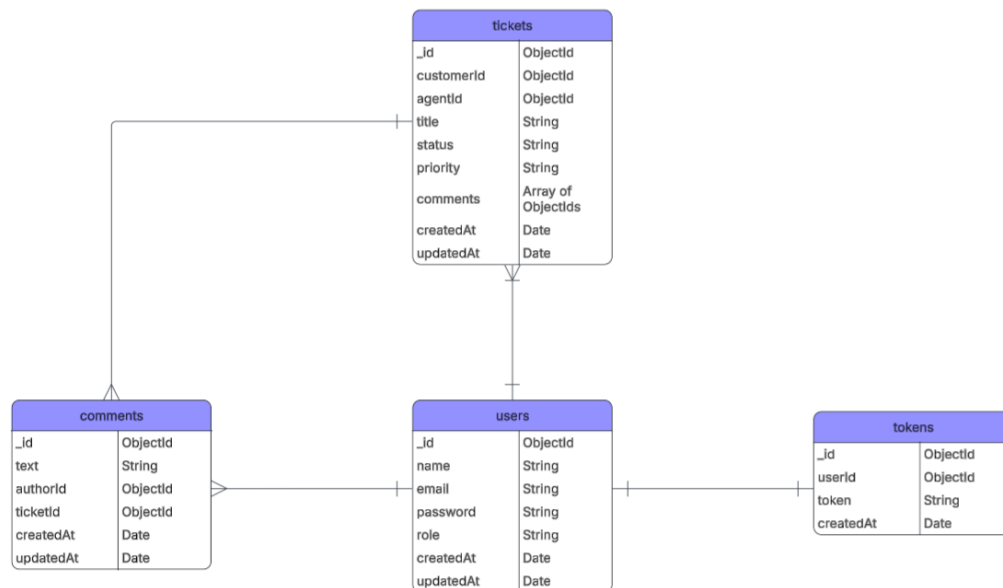 tickets
_id ObjectId
customerId ObjectId
agentId ObjectId
title String
status String
priority String
comments Array of
ObjectIds
createdAt Date
updatedAt Date
comments
_id ObjectId
text String
authorId ObjectId
ticketId ObjectId
createdAt Date
updatedAt Date
users
_id ObjectId
name String
email String
password String
role String
createdAt Date
updatedAt Date
tokens
_id ObjectId
userId ObjectId
token String
createdAt Date